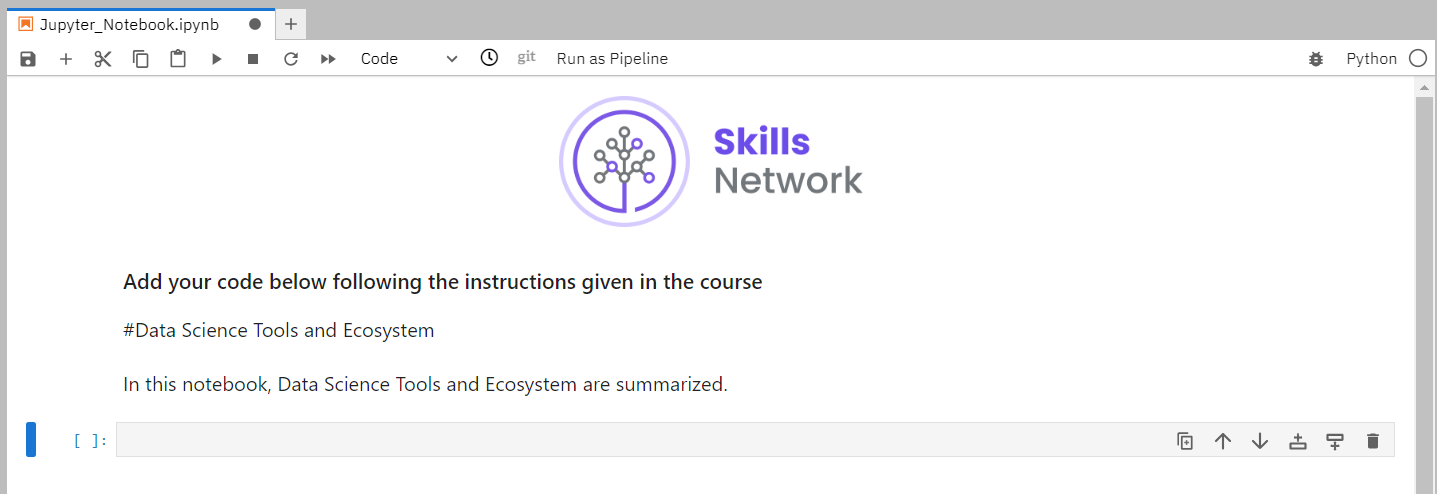 Jupyter_Notebook.ipynb
Code
git
Run as Pipeline
Python
Skills
Network
Add your code below following the instructions given in the course
#Data Science Tools and Ecosystem
In this notebook, Data Science Tools and Ecosystem are summarized.
[ ]: